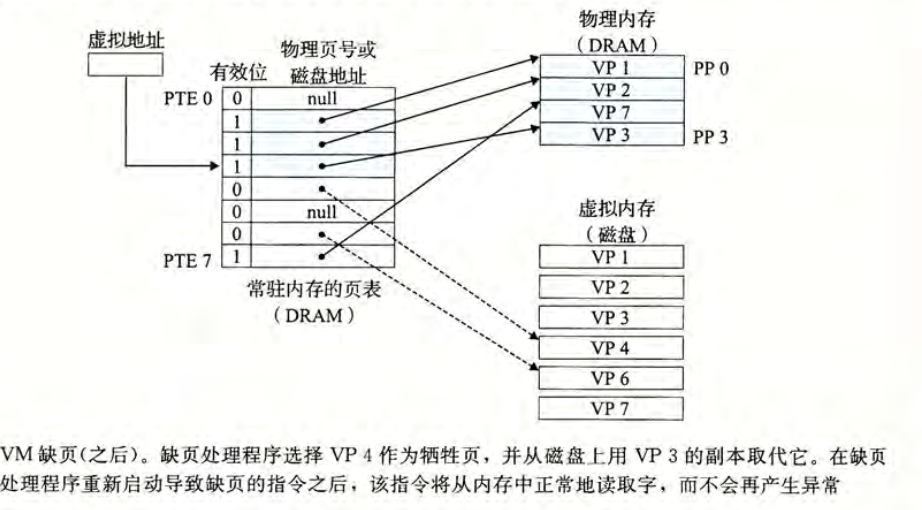 虚拟地址
物理页号或
磁盘地址
有效位
PTE 0 0 null
1
1
1
0
0 null
0
PTE 7 1
常驻内存的页表
（DRAM）
物理内存
（DRAM）
VP 1 PP 0
VP 2
VP 7
VP 3 PP 3
虚拟内存
（磁盘）
VP 1
VP 2
VP 3
VP 4
VP 6
VP 7
VM 缺页(之后)。缺页处理程序选择 VP 4 作为牺牲页，并从磁盘上用 VP 3 的副本取代它。在缺页
处理程序重新启动导致缺页的指令之后，该指令将从内存中正常地读取字，而不会再产生异常